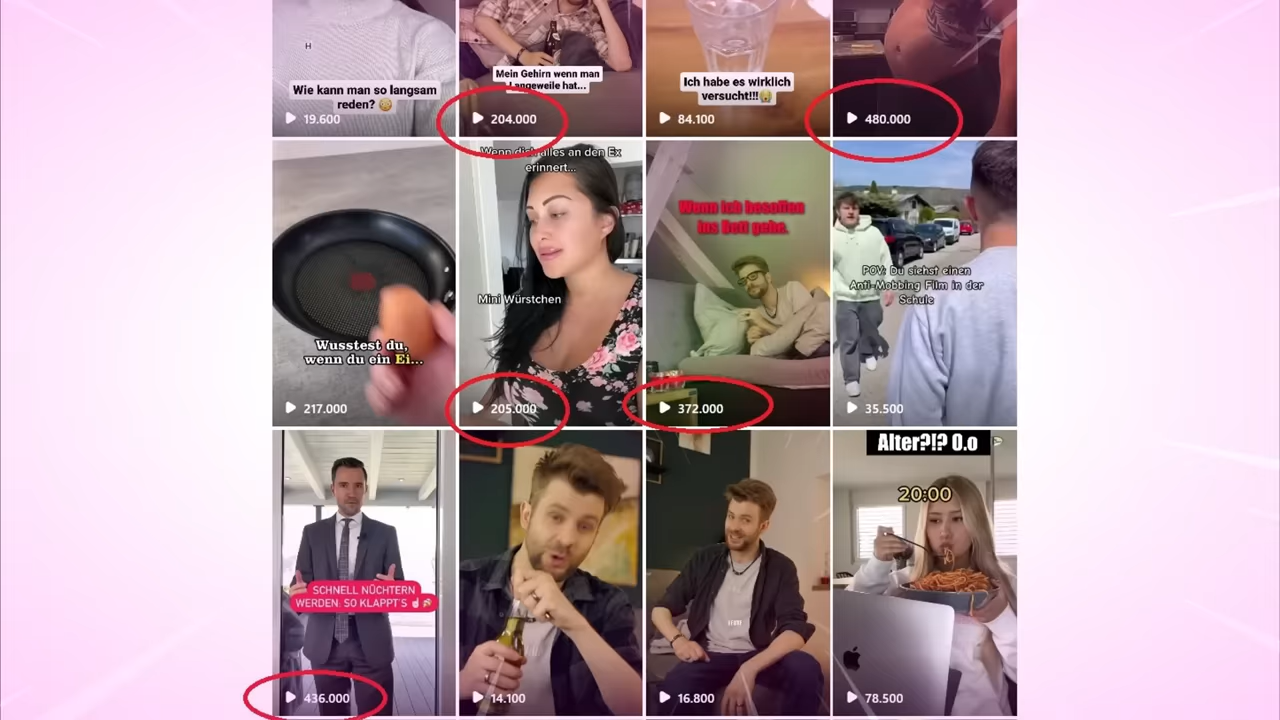 H
Wie kann man so langsam
reden? 😳
19.600
Mein Gehirn wenn man
Langeweile hat...
204.000
Ich habe es wirklich
versucht!!!😭
84.100
480.000
Wusstest du,
wenn du ein Ei...
217.000
Wenn dich alles an den Ex
erinnert...
Mini Würstchen
205.000
Wenn ich besoffen
ins Bett gehe.
372.000
POV: Du siehst einen
Anti-Mobbing Film in der
Schule
35.500
SCHNELL NÜCHTERN
WERDEN. SO KLAPPT'S ☝🍻
436.000
14.100
16.800
Alter?!? O.o
20:00
78.500